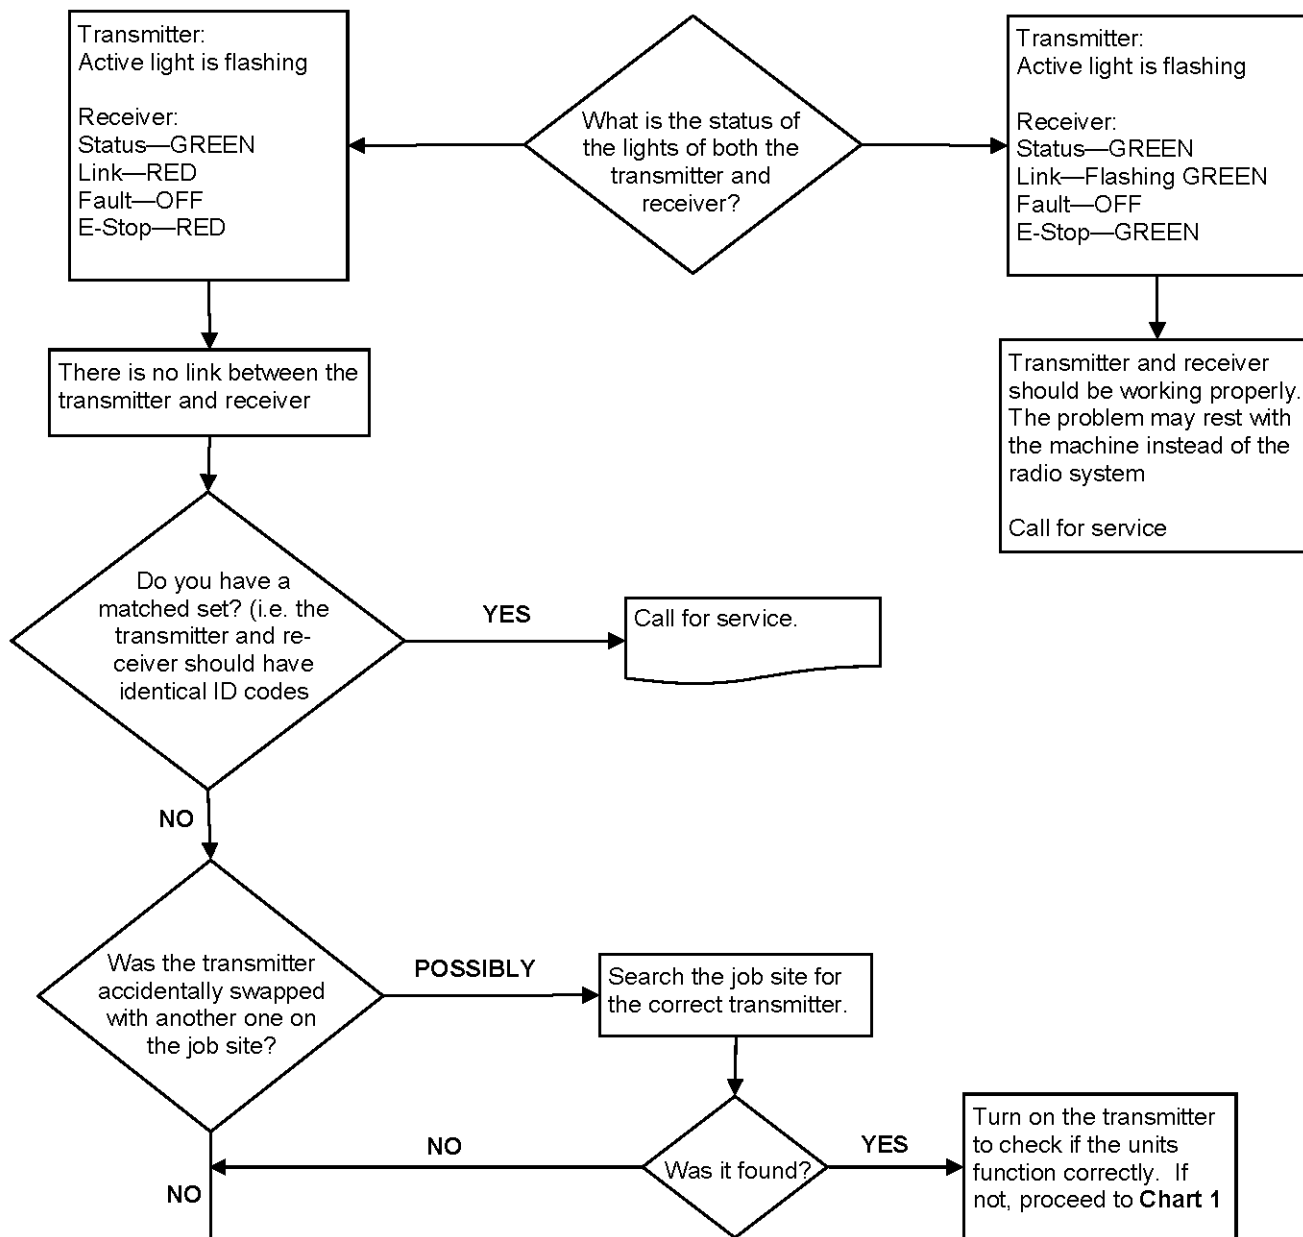 Transmitter:
Active light is flashing
Receiver:
Status—GREEN
Link—RED
Fault—OFF
E-Stop—RED
What is the status of
the lights of both the
transmitter and
receiver?
Transmitter:
Active light is flashing
Receiver:
Status—GREEN
Link—Flashing GREEN
Fault—OFF
E-Stop—GREEN
There is no link between the
transmitter and receiver
Transmitter and receiver
should be working properly.
The problem may rest with
the machine instead of the
radio system
Call for service
Do you have a
matched set? (i.e. the
transmitter and re-
ceiver should have
identical ID codes
YES
Call for service.
NO
Was the transmitter
accidentally swapped
with another one on
the job site?
POSSIBLY
Search the job site for
the correct transmitter.
Was it found?
NO
YES
Turn on the transmitter
to check if the units
function correctly. If
not, proceed to Chart 1
NO